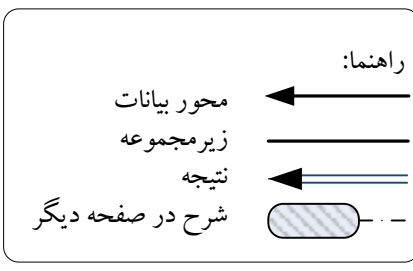 راهنما:
محور بیانات
زیرمجموعه
نتیجه
شرح در صفحه دیگر